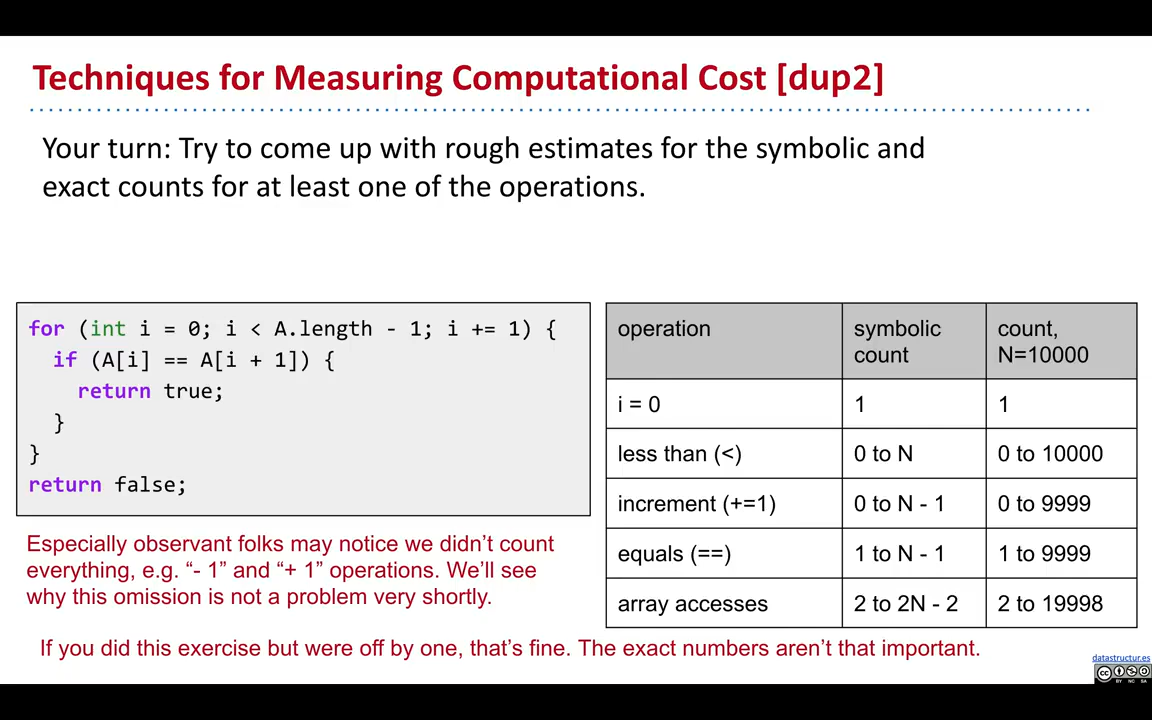 Techniques for Measuring Computational Cost [dup2]
Your turn: Try to come up with rough estimates for the symbolic and
exact counts for at least one of the operations.
for (int i = 0; i < A.length - 1; i += 1) {
  if (A[i] == A[i + 1]) {
    return true;
  }
}
return false;
Especially observant folks may notice we didn’t count
everything, e.g. “- 1” and “+ 1” operations. We’ll see
why this omission is not a problem very shortly.
operation symbolic count count, N=10000
i = 0 1 1
less than (<) 0 to N 0 to 10000
increment (+=1) 0 to N - 1 0 to 9999
equals (==) 1 to N - 1 1 to 9999
array accesses 2 to 2N - 2 2 to 19998
If you did this exercise but were off by one, that’s fine. The exact numbers aren’t that important.
datastructur.es
CC
BY NC SA